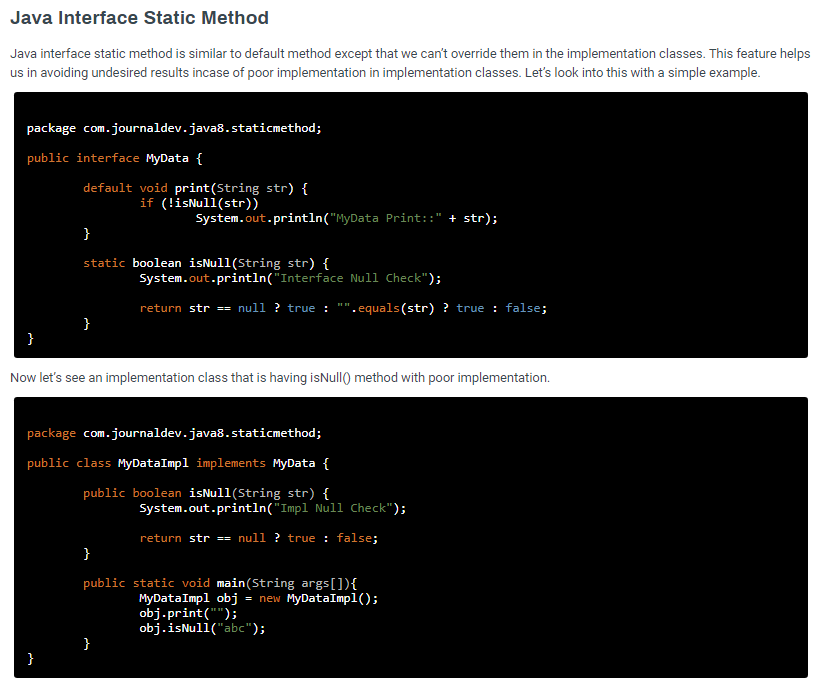 Java Interface Static Method
Java interface static method is similar to default method except that we can’t override them in the implementation classes. This feature helps
us in avoiding undesired results incase of poor implementation in implementation classes. Let’s look into this with a simple example.
package com.journaldev.java8.staticmethod;
public interface MyData {
default void print(String str) {
if (!isNull(str))
System.out.println("MyData Print::" + str);
}
static boolean isNull(String str) {
System.out.println("Interface Null Check");
return str == null ? true : "".equals(str) ? true : false;
}
}
Now let’s see an implementation class that is having isNull() method with poor implementation.
package com.journaldev.java8.staticmethod;
public class MyDataImpl implements MyData {
public boolean isNull(String str) {
System.out.println("Impl Null Check");
return str == null ? true : false;
}
public static void main(String args[]){
MyDataImpl obj = new MyDataImpl();
obj.print("");
obj.isNull("abc");
}
}